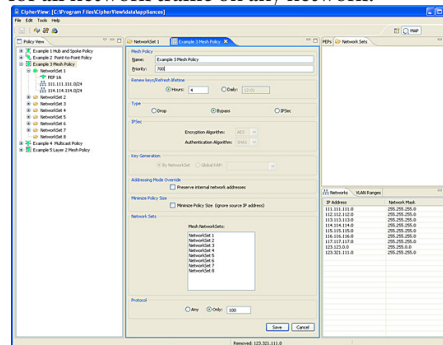 for all network traffic on any network.
CipherView: [C:\Program Files\CipherView\data\appliances]
File Edit Tools Help
MAP
Policy View
Example 1 Hub and Spoke Policy
Example 2 Point-to-Point Policy
Example 3 Mesh Policy
NetworkSet 1
PEP 16
111.111.111.0/24
114.114.114.0/24
NetworkSet 2
NetworkSet 3
NetworkSet 4
NetworkSet 5
NetworkSet 6
NetworkSet 7
NetworkSet 8
Example 4 Multicast Policy
Example 5 Layer 2 Mesh Policy
NetworkSet 1
Example 3 Mesh Policy
Mesh Policy
Name: Example 3 Mesh Policy
Priority: 700
Renew keys/Refresh lifetime
Hours: 4
Daily:
Type
Drop
Bypass
IPSec
IPSec
Encryption Algorithm: AES
Authentication Algorithm:
Key Generation
By NetworkSet
Global KAP:
Addressing Mode Override
Preserve internal network addresses
Minimize Policy Size
Minimize Policy Size (ignore source IP address)
Network Sets
Mesh NetworkSets:
NetworkSet 1
NetworkSet 2
NetworkSet 3
NetworkSet 4
NetworkSet 5
NetworkSet 6
NetworkSet 7
NetworkSet 8
Protocol
Any
Only: 100
Save Cancel
PEPs Network Sets
Networks VLAN Ranges
IP Address Network Mask
111.111.111.0 255.255.255.0
112.112.112.0 255.255.255.0
113.113.113.0 255.255.255.0
114.114.114.0 255.255.255.0
115.115.115.0 255.255.255.0
116.116.116.0 255.255.255.0
117.117.117.0 255.255.255.0
123.123.0.0 255.255.0.0
123.321.111.0 255.255.255.0
Removed: 123.321.111.0